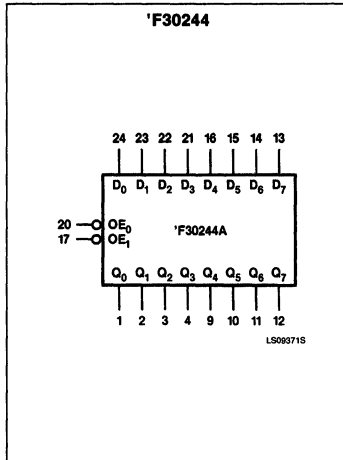 'F30244
24 23 22 21 16 15 14 13
D₀ D₁ D₂ D₃ D₄ D₅ D₆ D₇
20 OE₀
'F30244A
17 OE₁
Q₀ Q₁ Q₂ Q₃ Q₄ Q₅ Q₆ Q₇
1 2 3 4 9 10 11 12
LS09371S